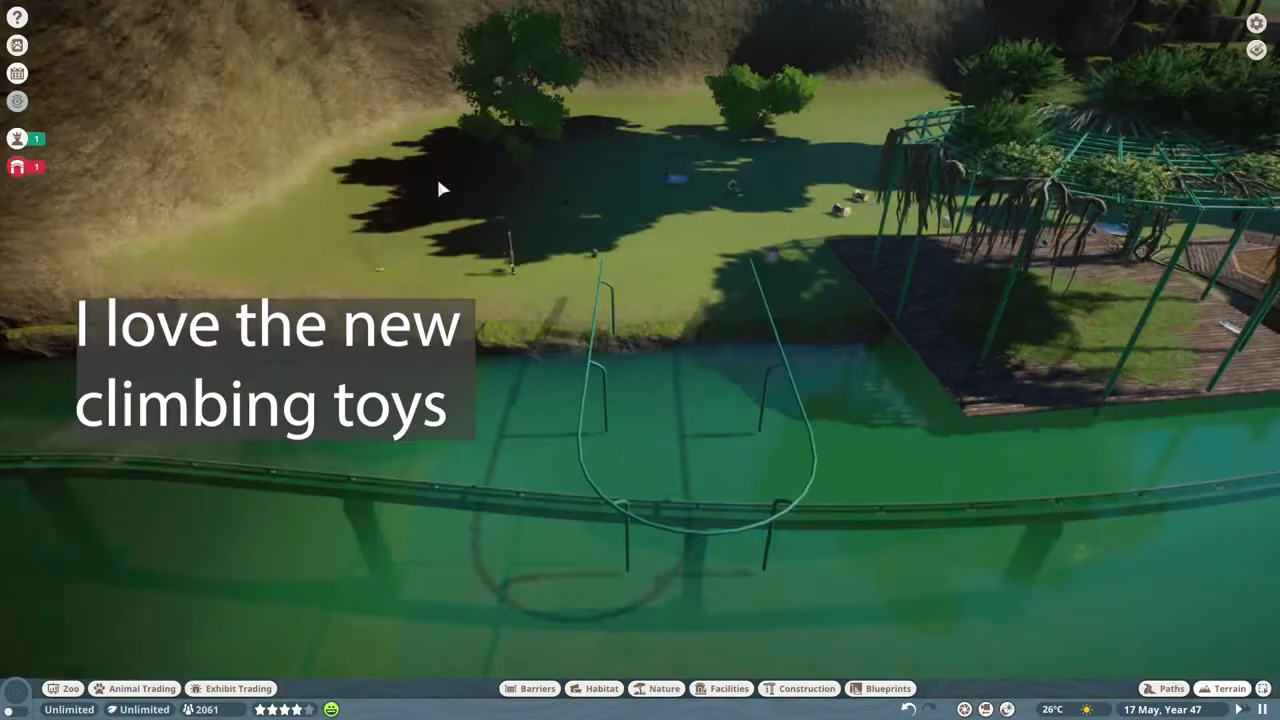 1
1
I love the new
climbing toys
Zoo Animal Trading Exhibit Trading Barriers Habitat Nature Facilities Construction Blueprints Paths Terrain
Unlimited Unlimited 2061 26°C 17 May, Year 47